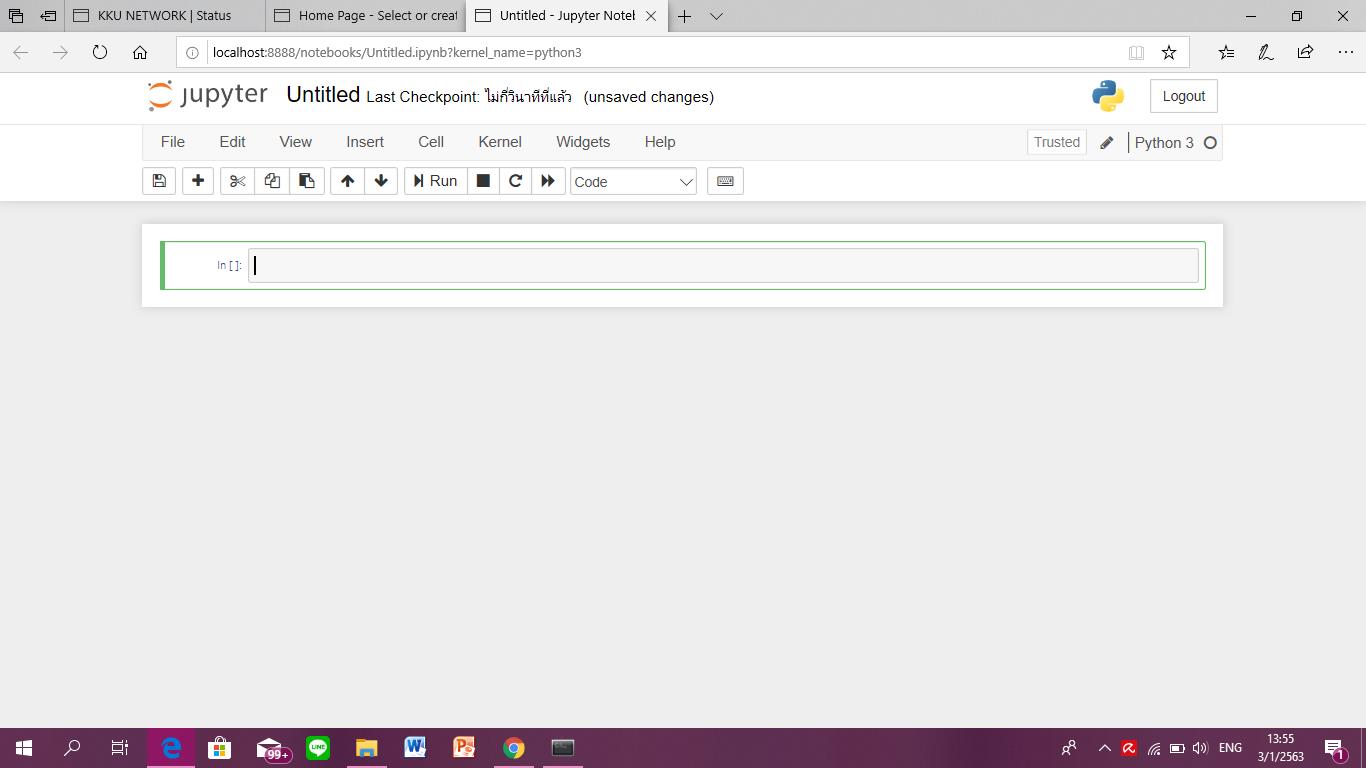 KKU NETWORK | Status
Home Page - Select or creat
Untitled - Jupyter Notel
localhost:8888/notebooks/Untitled.ipynb?kernel_name=python3
jupyter Untitled Last Checkpoint: ไม่กี่วินาทีที่แล้ว (unsaved changes)
Logout
File Edit View Insert Cell Kernel Widgets Help
Trusted
Python 3
Run
Code
In [ ]:
99+
LINE
ENG
13:55
3/1/2563
1